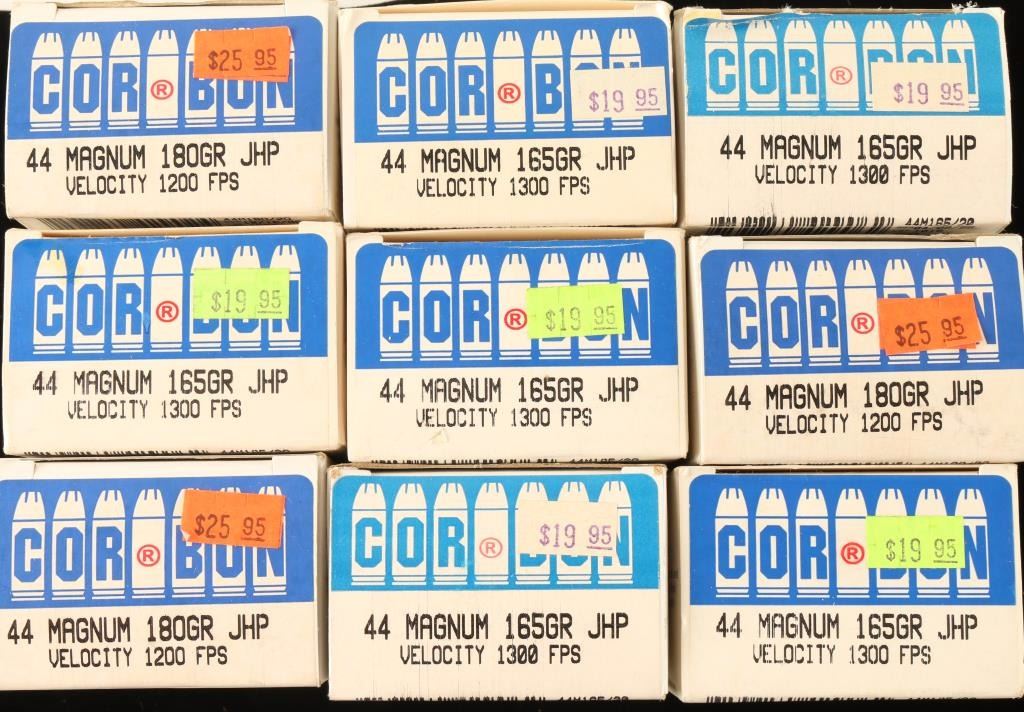 COR ® BON
$25 95
44 MAGNUM 180GR JHP
VELOCITY 1200 FPS
COR ® B
$19 95
44 MAGNUM 165GR JHP
VELOCITY 1300 FPS
COR ® BON
$19 95
44 MAGNUM 165GR JHP
VELOCITY 1300 FPS
44M165/20
COR ® BON
$19 95
44 MAGNUM 165GR JHP
VELOCITY 1300 FPS
COR ® BON
$19 95
44 MAGNUM 165GR JHP
VELOCITY 1300 FPS
COR ® BON
$25 95
44 MAGNUM 180GR JHP
VELOCITY 1200 FPS
COR ® BON
$25 95
44 MAGNUM 180GR JHP
VELOCITY 1200 FPS
COR ® BON
$19 95
44 MAGNUM 165GR JHP
VELOCITY 1300 FPS
COR ® BON
$19 95
44 MAGNUM 165GR JHP
VELOCITY 1300 FPS